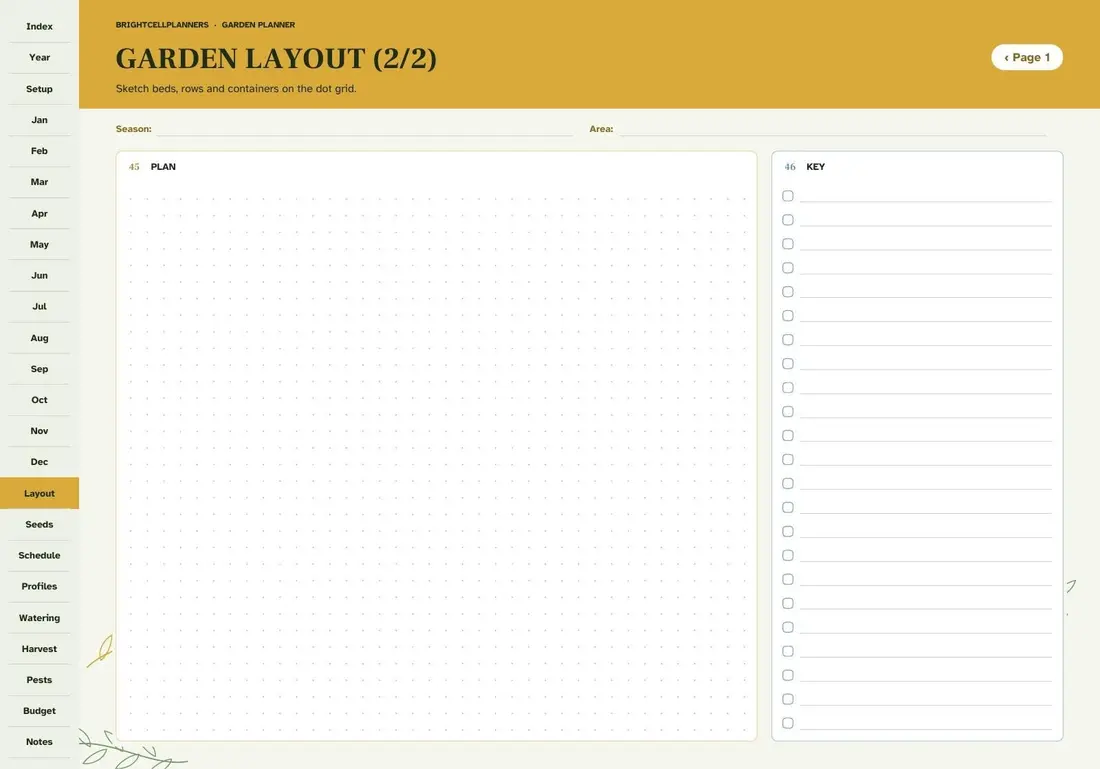 Index
Year
Setup
Jan
Feb
Mar
Apr
May
Jun
Jul
Aug
Sep
Oct
Nov
Dec
Layout
Seeds
Schedule
Profiles
Watering
Harvest
Pests
Budget
Notes
BRIGHTCELLPLANNERS · GARDEN PLANNER
GARDEN LAYOUT (2/2)
Sketch beds, rows and containers on the dot grid.
‹ Page 1
Season: Area:
45 PLAN
46 KEY